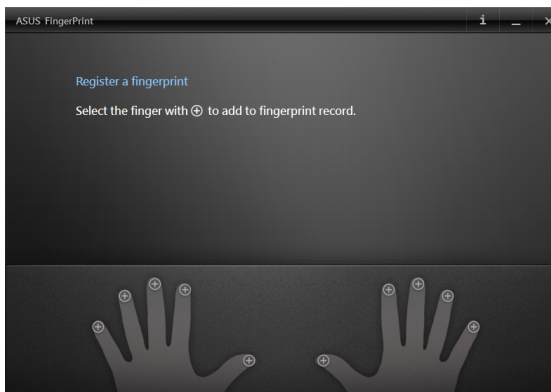 ASUS FingerPrint
Register a fingerprint
Select the finger with ⊕ to add to fingerprint record.